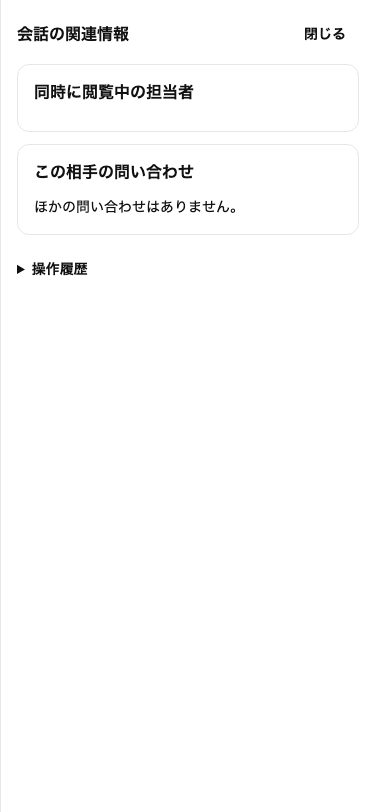 会話の関連情報
閉じる
同時に閲覧中の担当者
この相手の問い合わせ
ほかの問い合わせはありません。
▶ 操作履歴